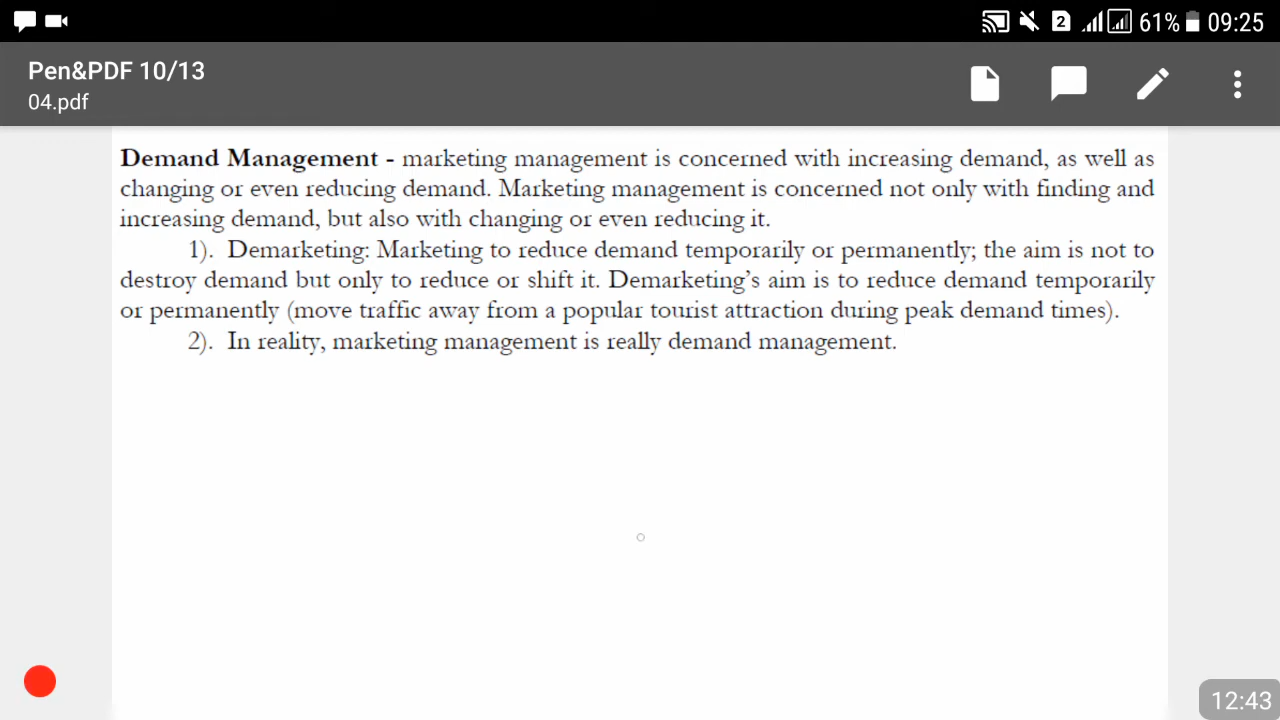 2 61% 09:25
Pen&PDF 10/13
04.pdf
Demand Management - marketing management is concerned with increasing demand, as well as
changing or even reducing demand. Marketing management is concerned not only with finding and
increasing demand, but also with changing or even reducing it.
1). Demarketing: Marketing to reduce demand temporarily or permanently; the aim is not to
destroy demand but only to reduce or shift it. Demarketing’s aim is to reduce demand temporarily
or permanently (move traffic away from a popular tourist attraction during peak demand times).
2). In reality, marketing management is really demand management.
12:43